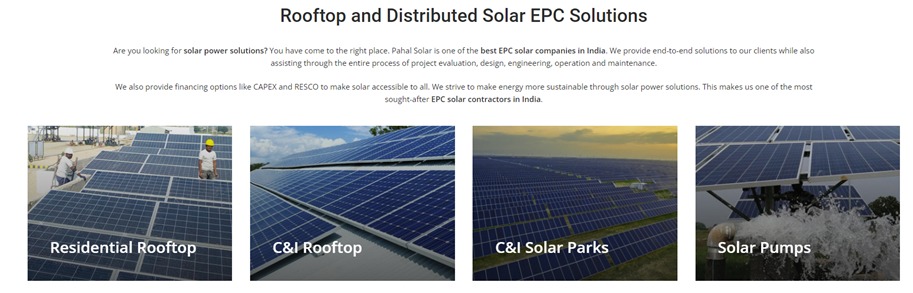 Rooftop and Distributed Solar EPC Solutions
Are you looking for solar power solutions? You have come to the right place. Pahal Solar is one of the best EPC solar companies in India. We provide end-to-end solutions to our clients while also
assisting through the entire process of project evaluation, design, engineering, operation and maintenance.
We also provide financing options like CAPEX and RESCO to make solar accessible to all. We strive to make energy more sustainable through solar power solutions. This makes us one of the most
sought-after EPC solar contractors in India.
Residential Rooftop
C&I Rooftop
C&I Solar Parks
Solar Pumps